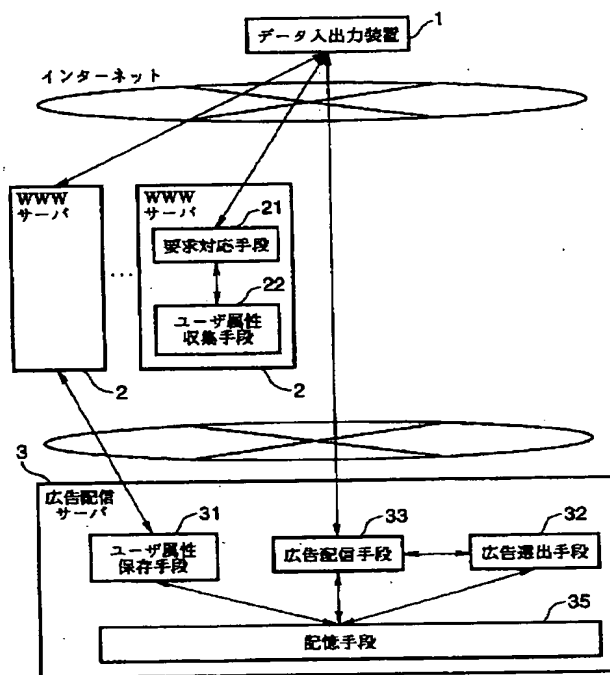 データ入出力装置
1
インターネット
WWW
サーバ
WWW
サーバ
21
要求対応手段
...
22
ユーザ属性
収集手段
2
2
3
広告配信
サーバ
31
ユーザ属性
保存手段
33
広告配信手段
32
広告選出手段
35
記憶手段